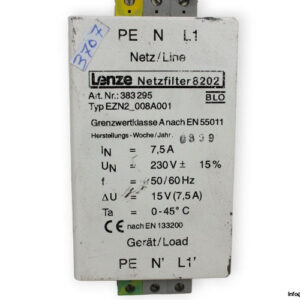 PE N L1
3707
Netz/Line
Lenze Netzfilter 8202
BLO
Art. Nr.: 383 295
Typ EZN2_008A001
Grenzwertklasse A nach EN 55011
Herstellungs - Woche / Jahr.
IN = 7,5 A
UN = 230 V ± 15%
f = 50/60 Hz
ΔU = 15V (7,5 A)
Ta = 0-45° C
CE nach EN 133200
Gerät/Load
PE N' L1'